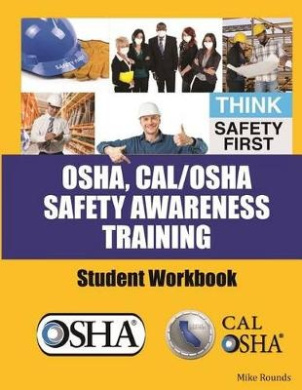 THINK
SAFETY
FIRST
OSHA, CAL/OSHA
SAFETY AWARENESS
TRAINING
Student Workbook
OSHA®
CAL
OSHA
Mike Rounds